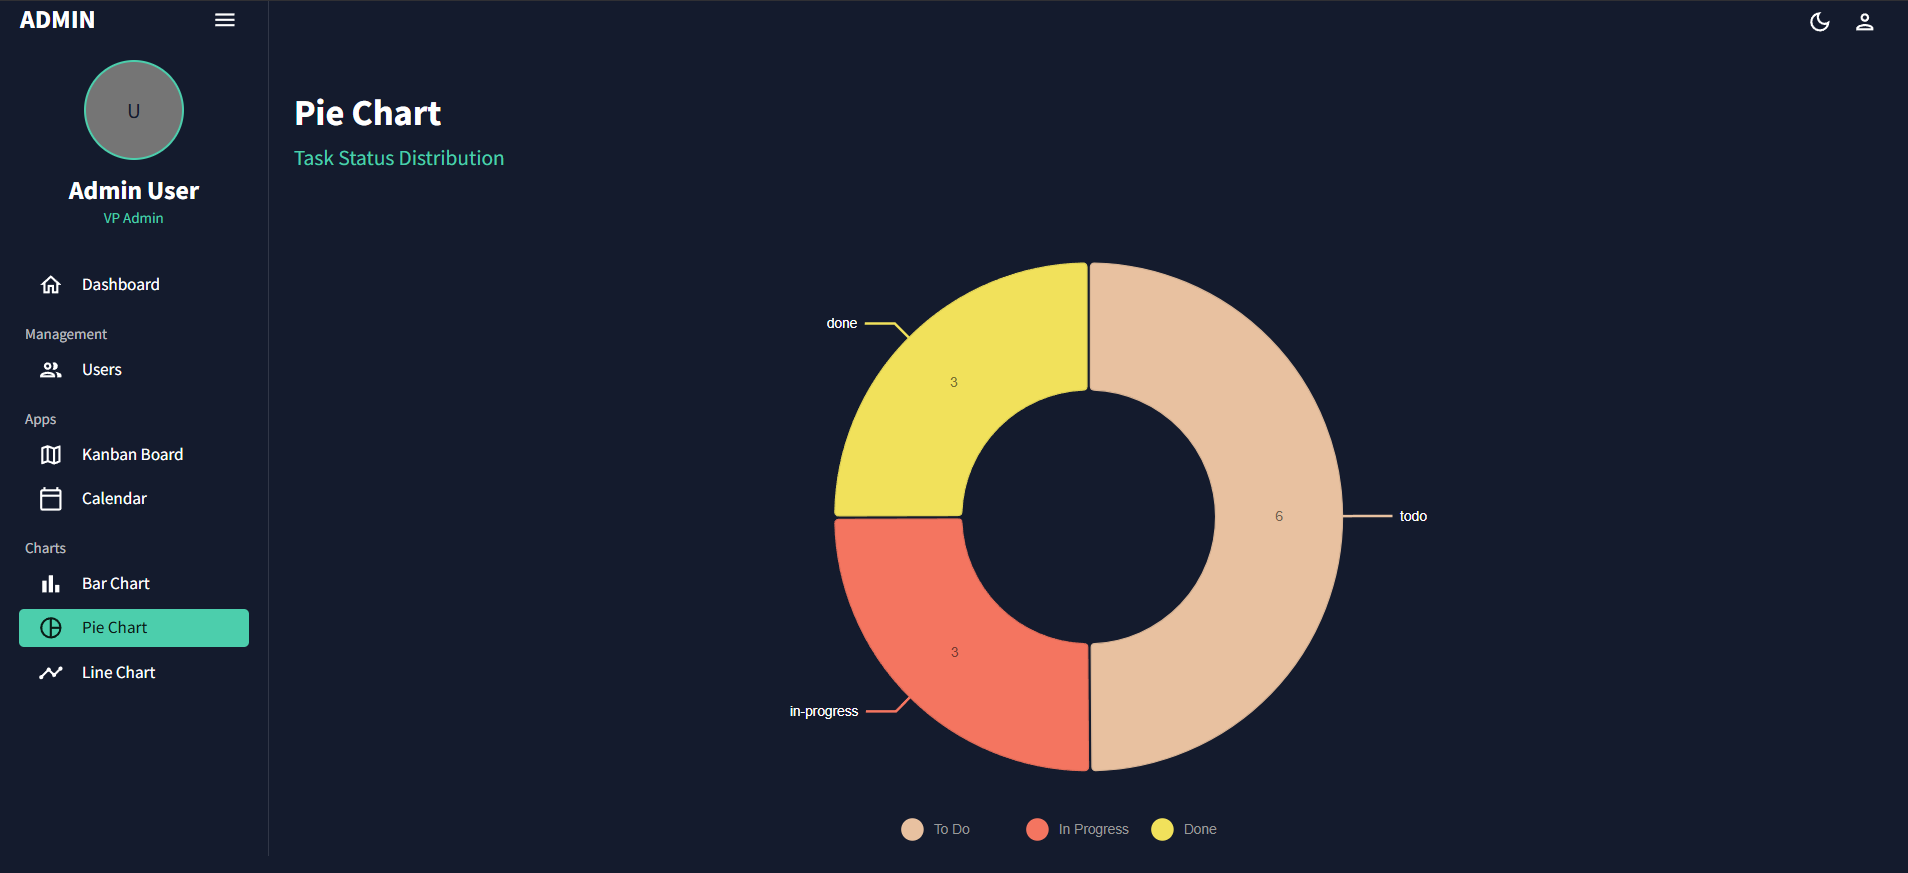 ADMIN
U
Admin User
VP Admin
Dashboard
Management
Users
Apps
Kanban Board
Calendar
Charts
Bar Chart
Pie Chart
Line Chart
Pie Chart
Task Status Distribution
done
3
6
todo
3
in-progress
To Do
In Progress
Done